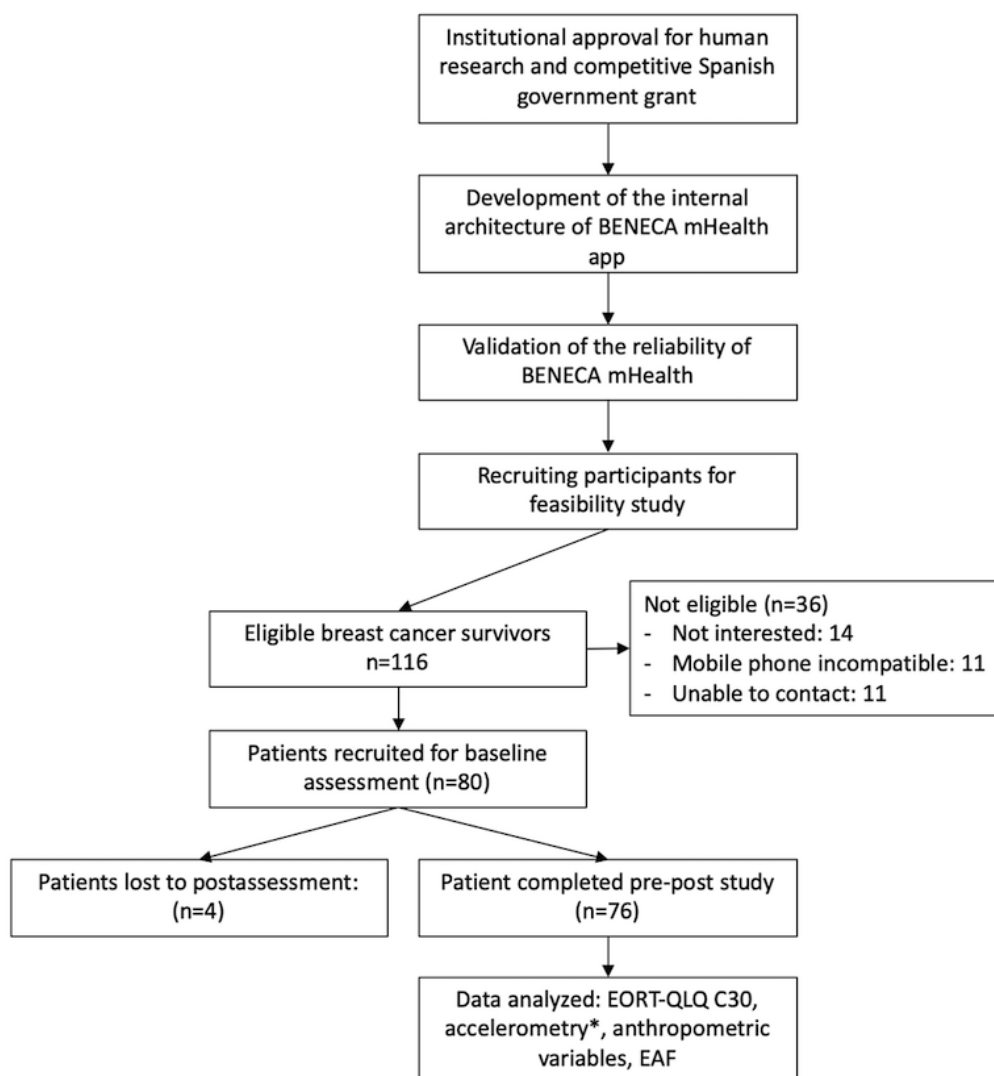 Institutional approval for human
research and competitive Spanish
government grant
Development of the internal
architecture of BENECA mHealth
app
Validation of the reliability of
BENECA mHealth
Recruiting participants for
feasibility study
Eligible breast cancer survivors
n=116
Not eligible (n=36)
- Not interested: 14
- Mobile phone incompatible: 11
- Unable to contact: 11
Patients recruited for baseline
assessment (n=80)
Patients lost to postassessment:
(n=4)
Patient completed pre-post study
(n=76)
Data analyzed: EORT-QLQ C30,
accelerometry*, anthropometric
variables, EAF